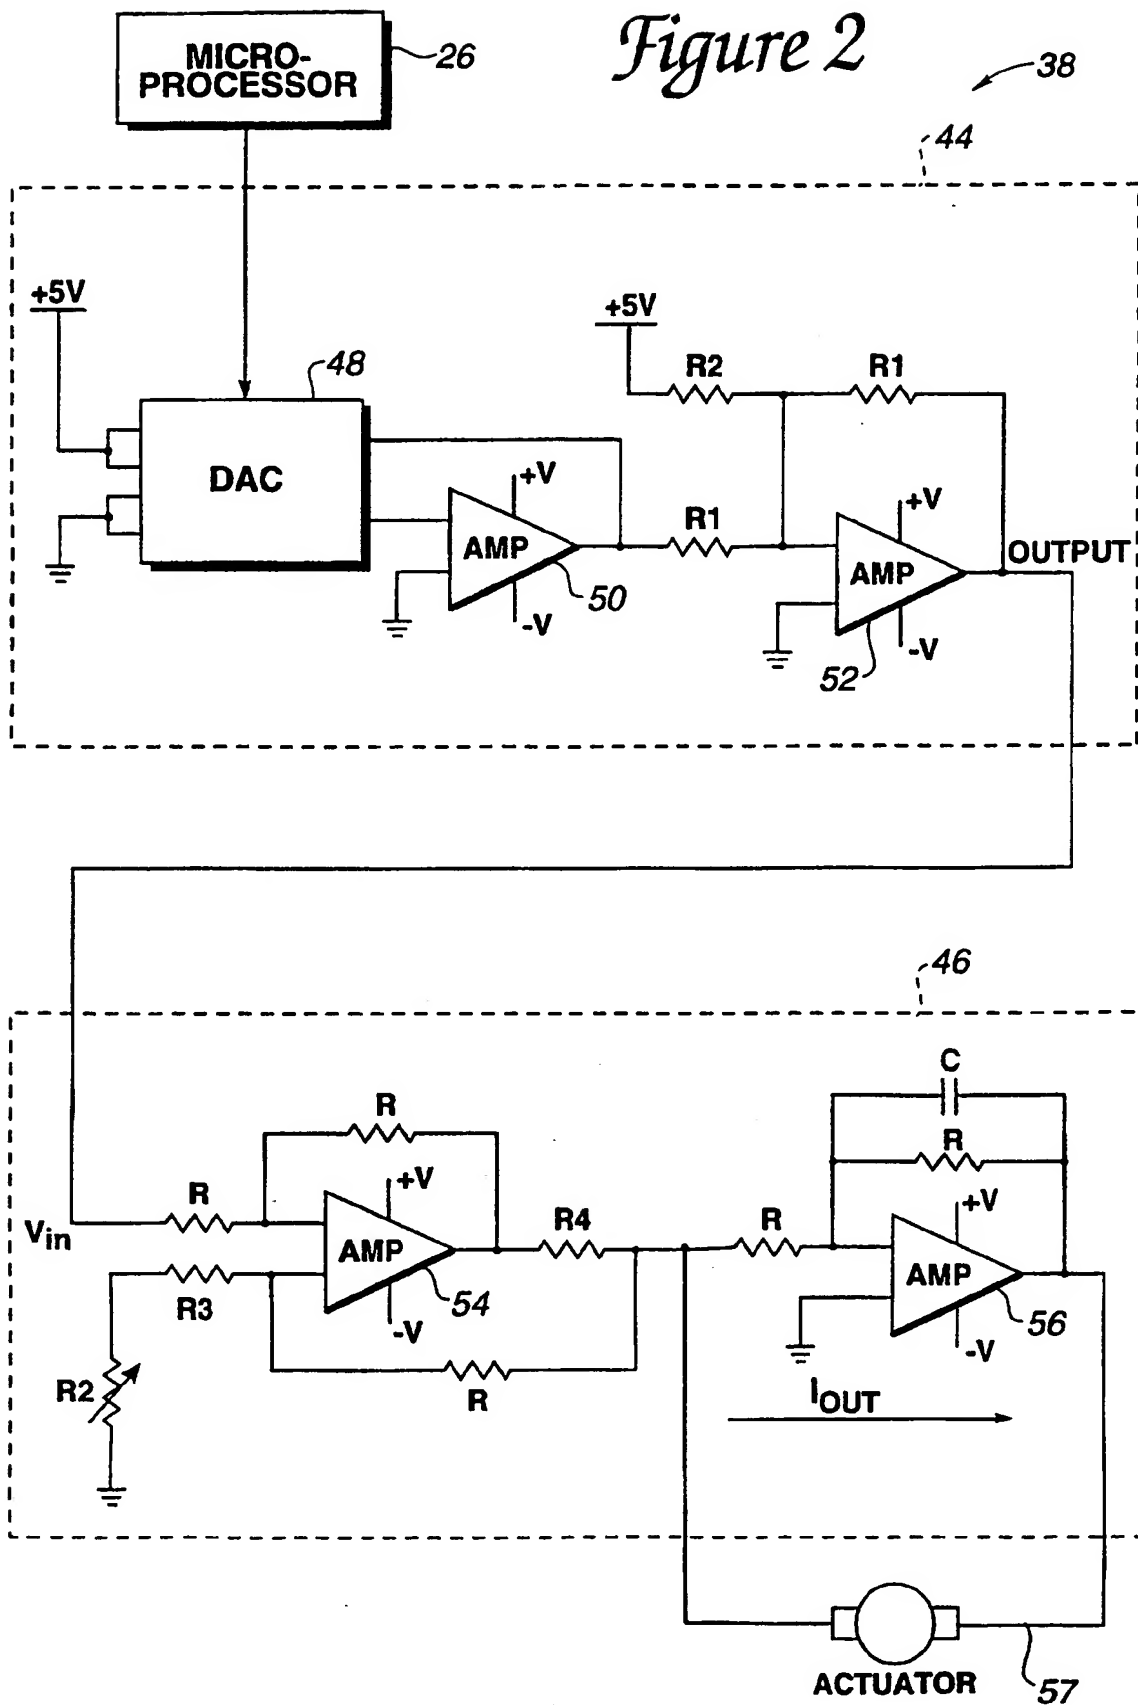 Figure 2
MICRO-
PROCESSOR
26
38
44
+5V
+5V
R2
R1
48
DAC
+V
AMP
-V
50
R1
+V
AMP
-V
52
OUTPUT
46
C
R
R
+V
Vin
R
AMP
54
-V
R4
R
+V
AMP
56
-V
R3
R
R2
IOUT
ACTUATOR
57